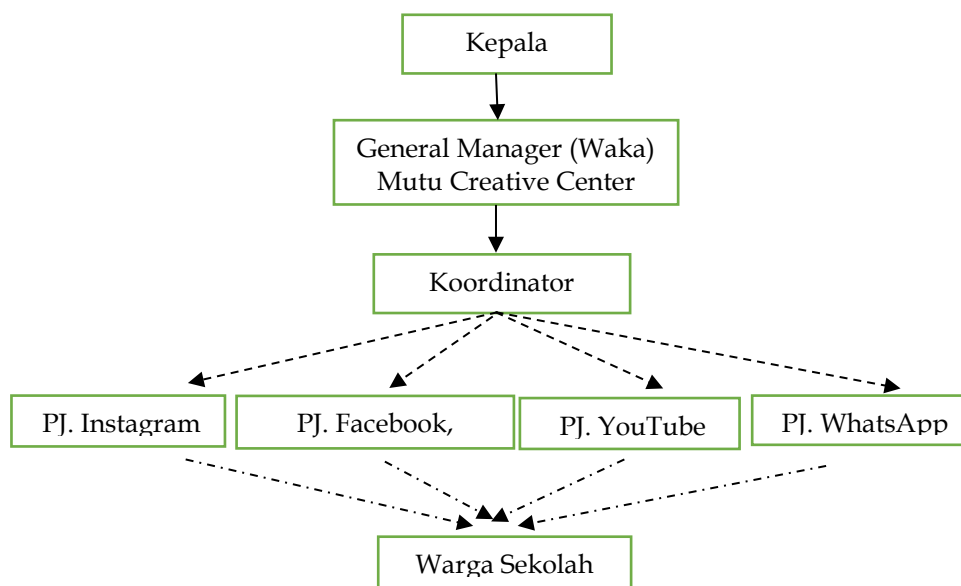 Kepala
General Manager (Waka)
Mutu Creative Center
Koordinator
PJ. Instagram
PJ. Facebook,
PJ. YouTube
PJ. WhatsApp
Warga Sekolah